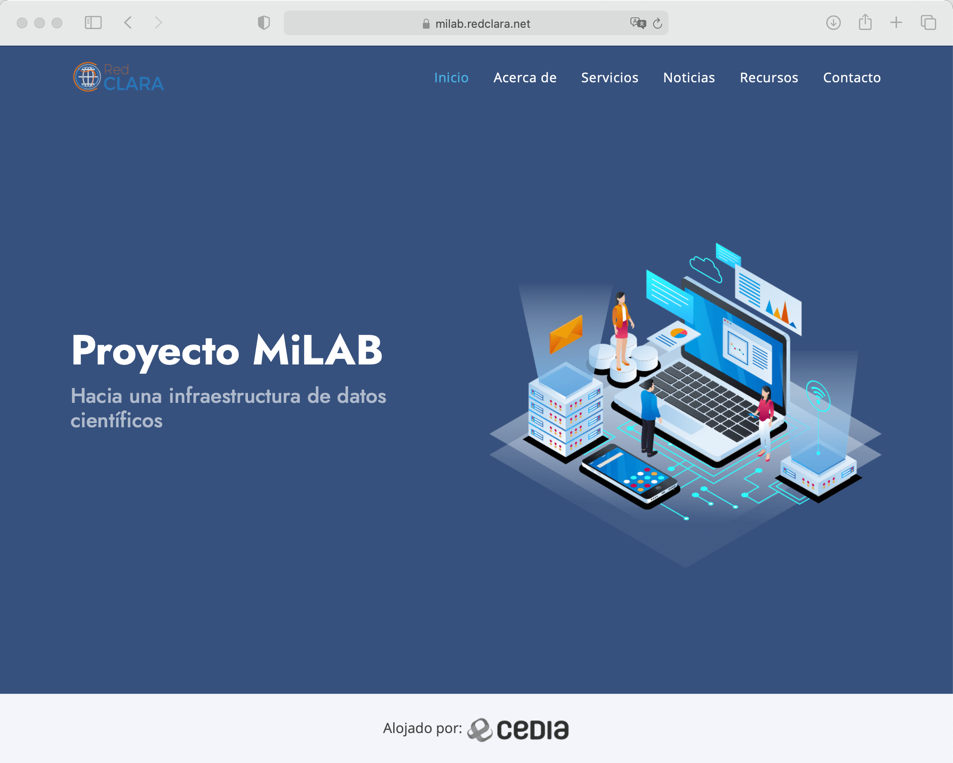 milab.redclara.net
Red
CLARA
Inicio Acerca de Servicios Noticias Recursos Contacto
Proyecto MiLAB
Hacia una infraestructura de datos
científicos
Alojado por: cedia